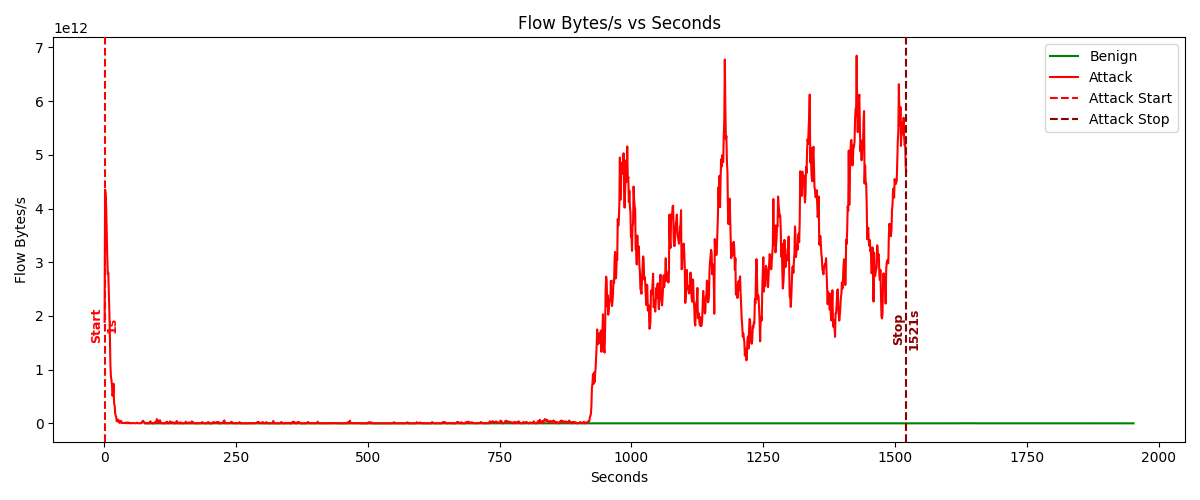 Flow Bytes/s vs Seconds
1e12
7
6
5
4
3
2
1
0
Flow Bytes/s
Start
1s
Stop
1521s
Benign
Attack
Attack Start
Attack Stop
0
250
500
750
1000
1250
1500
1750
2000
Seconds